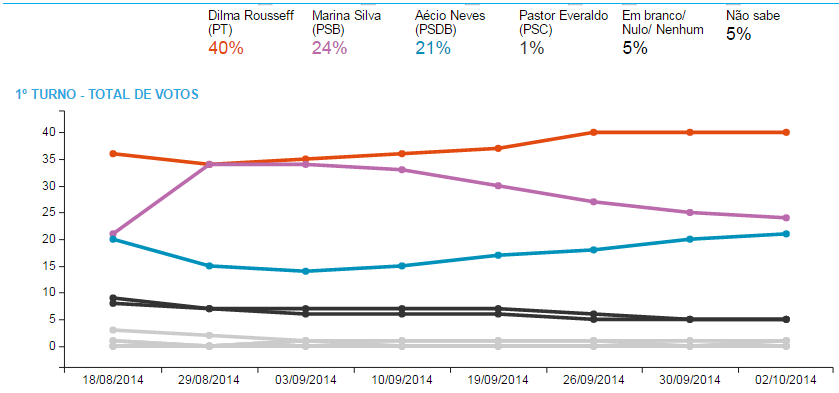 Dilma Rousseff (PT) 40%
Marina Silva (PSB) 24%
Aécio Neves (PSDB) 21%
Pastor Everaldo (PSC) 1%
Em branco/ Nulo/ Nenhum 5%
Não sabe 5%
1º TURNO - TOTAL DE VOTOS
40
35
30
25
20
15
10
5
0
18/08/2014 29/08/2014 03/09/2014 10/09/2014 19/09/2014 26/09/2014 30/09/2014 02/10/2014